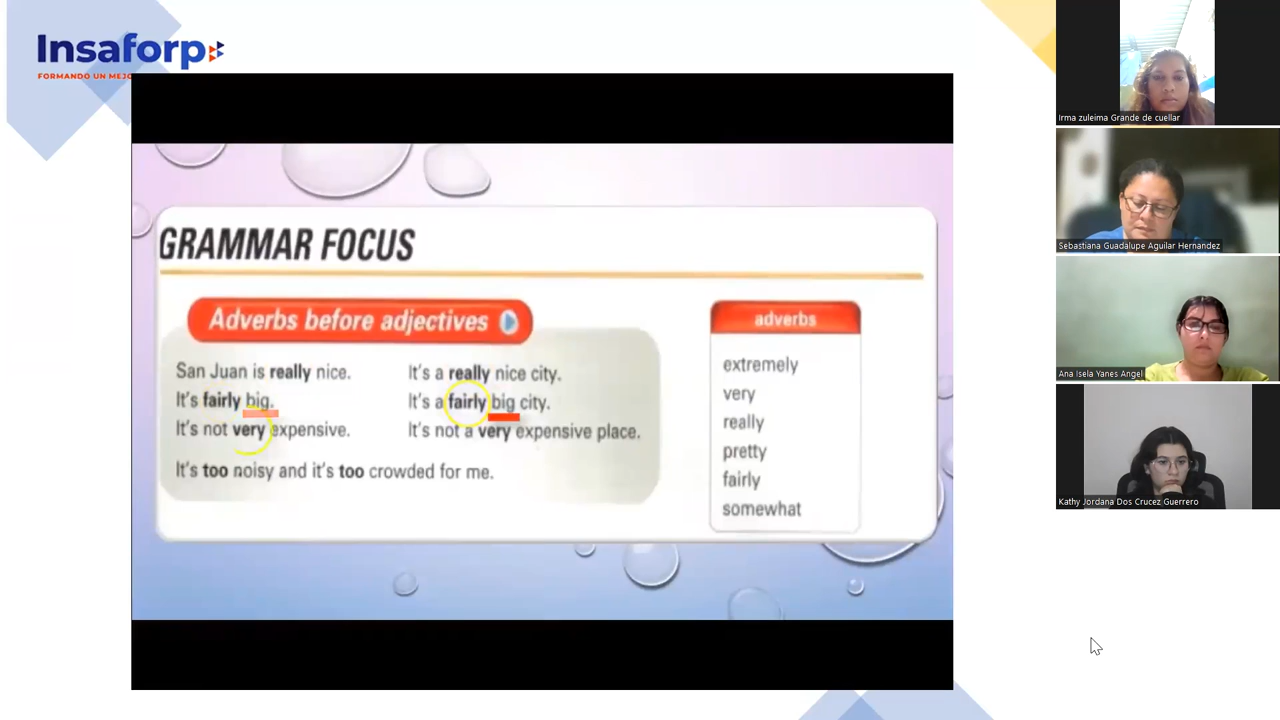 Insaforp
FORMANDO UN MEJO
GRAMMAR FOCUS
Adverbs before adjectives
San Juan is really nice.
It's fairly big.
It's not very expensive.
It's a really nice city.
It's a fairly big city.
It's not a very expensive place.
It's too noisy and it's too crowded for me.
adverbs
extremely
very
really
pretty
fairly
somewhat
Irma zuleima Grande de cuellar
Sebastiana Guadalupe Aguilar Hernandez
Ana Isela Yanes Angel
Kathy Jordana Dos Crucez Guerrero